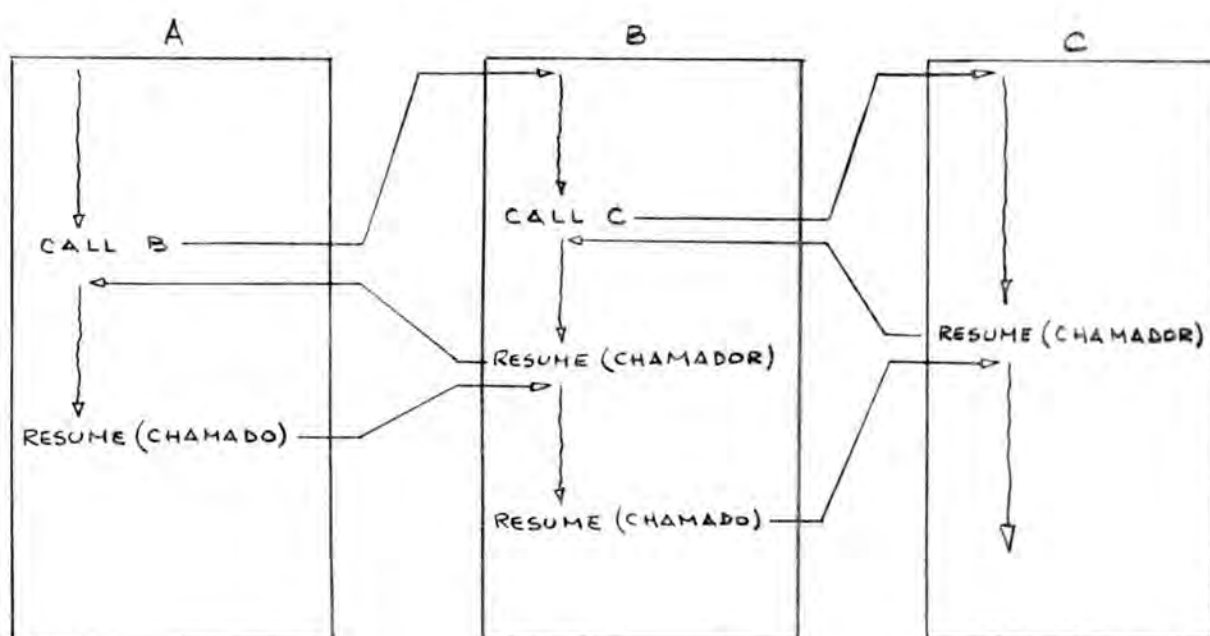 A
B
C
CALL B
RESUME (CHAMADO)
CALL C
RESUME (CHAMADOR)
RESUME (CHAMADO)
RESUME (CHAMADOR)